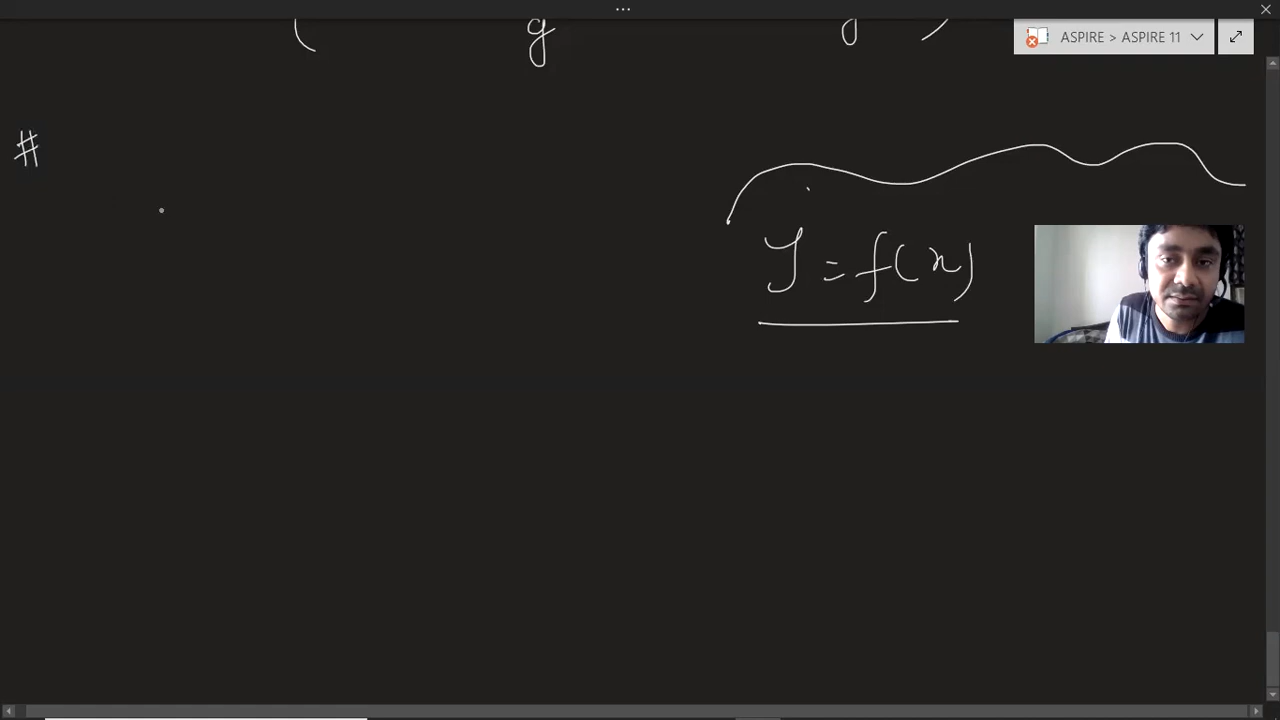 ( g y )
ASPIRE > ASPIRE 11
#
y = f(x)